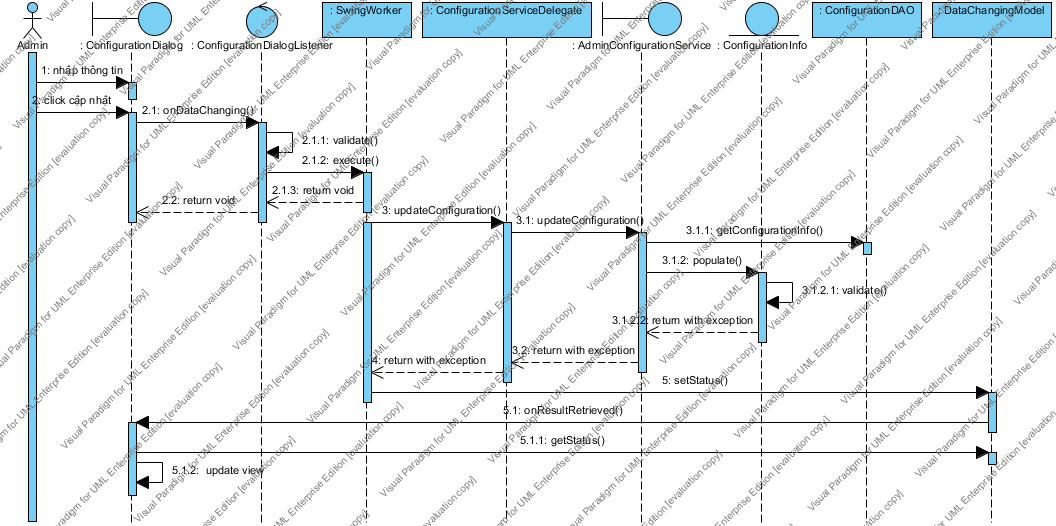 : SwingWorker
: ConfigurationServiceDelegate
: ConfigurationDAO
: DataChangingModel
Admin
: ConfigurationDialog
: ConfigurationDialogListener
: AdminConfigurationService
: ConfigurationInfo
1: nhập thông tin
2: click cập nhật
2.1: onDataChanging()
2.1.1: validate()
2.1.2: execute()
2.1.3: return void
2.2: return void
3: updateConfiguration()
3.1: updateConfiguration()
3.1.1: getConfigurationInfo()
3.1.2: populate()
3.1.2.1: validate()
3.1.2.2: return with exception
3.2: return with exception
4: return with exception
5: setStatus()
5.1: onResultRetrieved()
5.1.1: getStatus()
5.1.2: update view
Visual Paradigm for UML Enterprise Edition [evaluation copy]